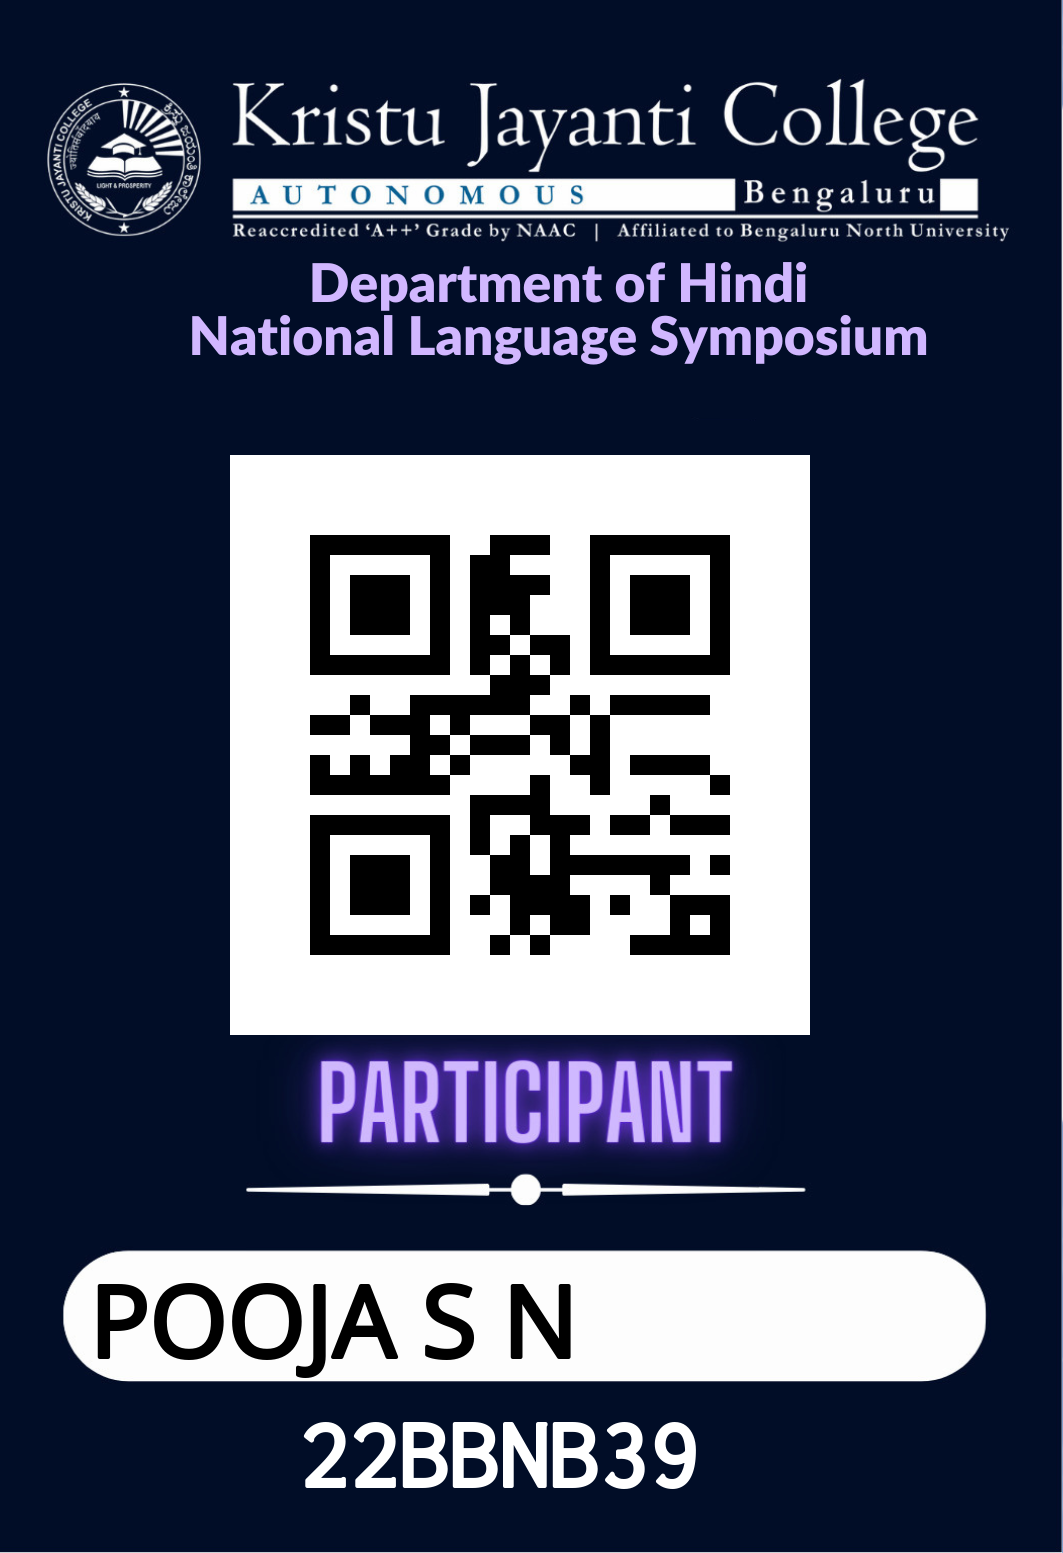 KRISTU JAYANTI COLLEGE
LIGHT & PROSPERITY
Kristu Jayanti College
AUTONOMOUS Bengaluru
Reaccredited ‘A++’ Grade by NAAC | Affiliated to Bengaluru North University
Department of Hindi
National Language Symposium
PARTICIPANT
POOJA S N
22BBNB39